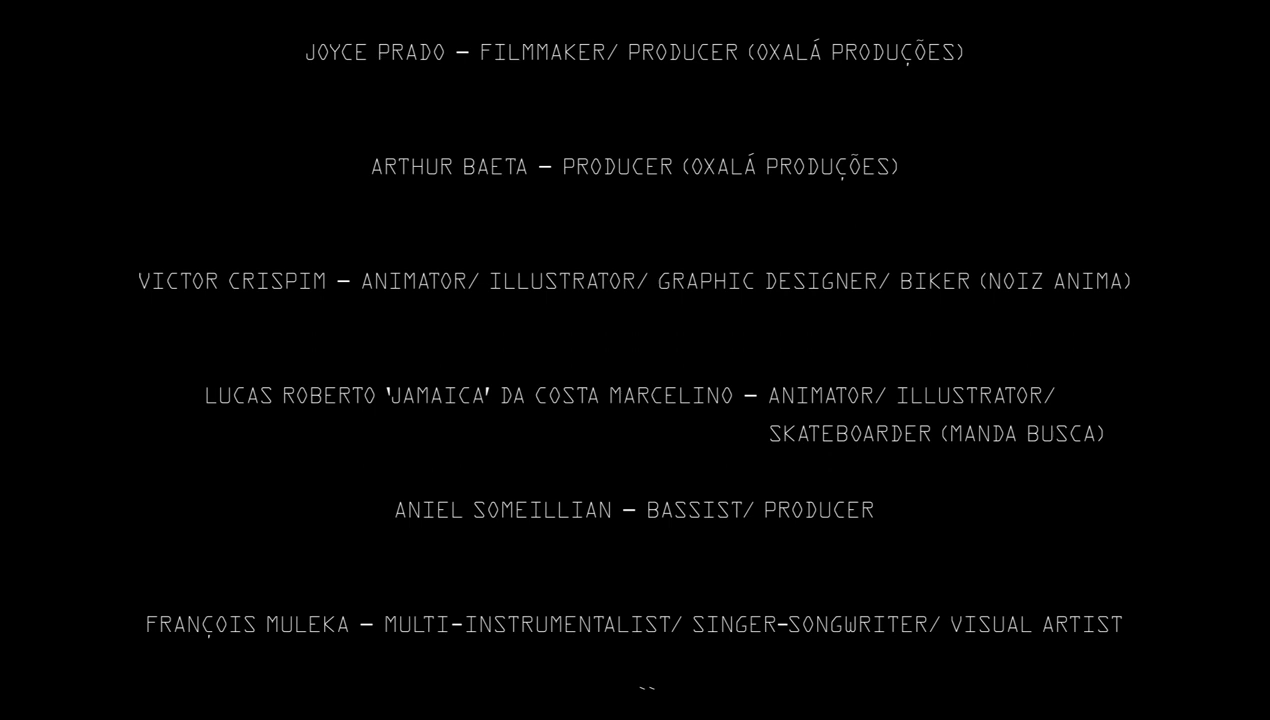 JOYCE PRADO – FILMMAKER/ PRODUCER (OXALÁ PRODUÇÕES)
ARTHUR BAETA – PRODUCER (OXALÁ PRODUÇÕES)
VICTOR CRISPIM – ANIMATOR/ ILLUSTRATOR/ GRAPHIC DESIGNER/ BIKER (NOIZ ANIMA)
LUCAS ROBERTO 'JAMAICA' DA COSTA MARCELINO – ANIMATOR/ ILLUSTRATOR/
SKATEBOARDER (MANDA BUSCA)
ANIEL SOMEILLIAN – BASSIST/ PRODUCER
FRANÇOIS MULEKA – MULTI-INSTRUMENTALIST/ SINGER-SONGWRITER/ VISUAL ARTIST